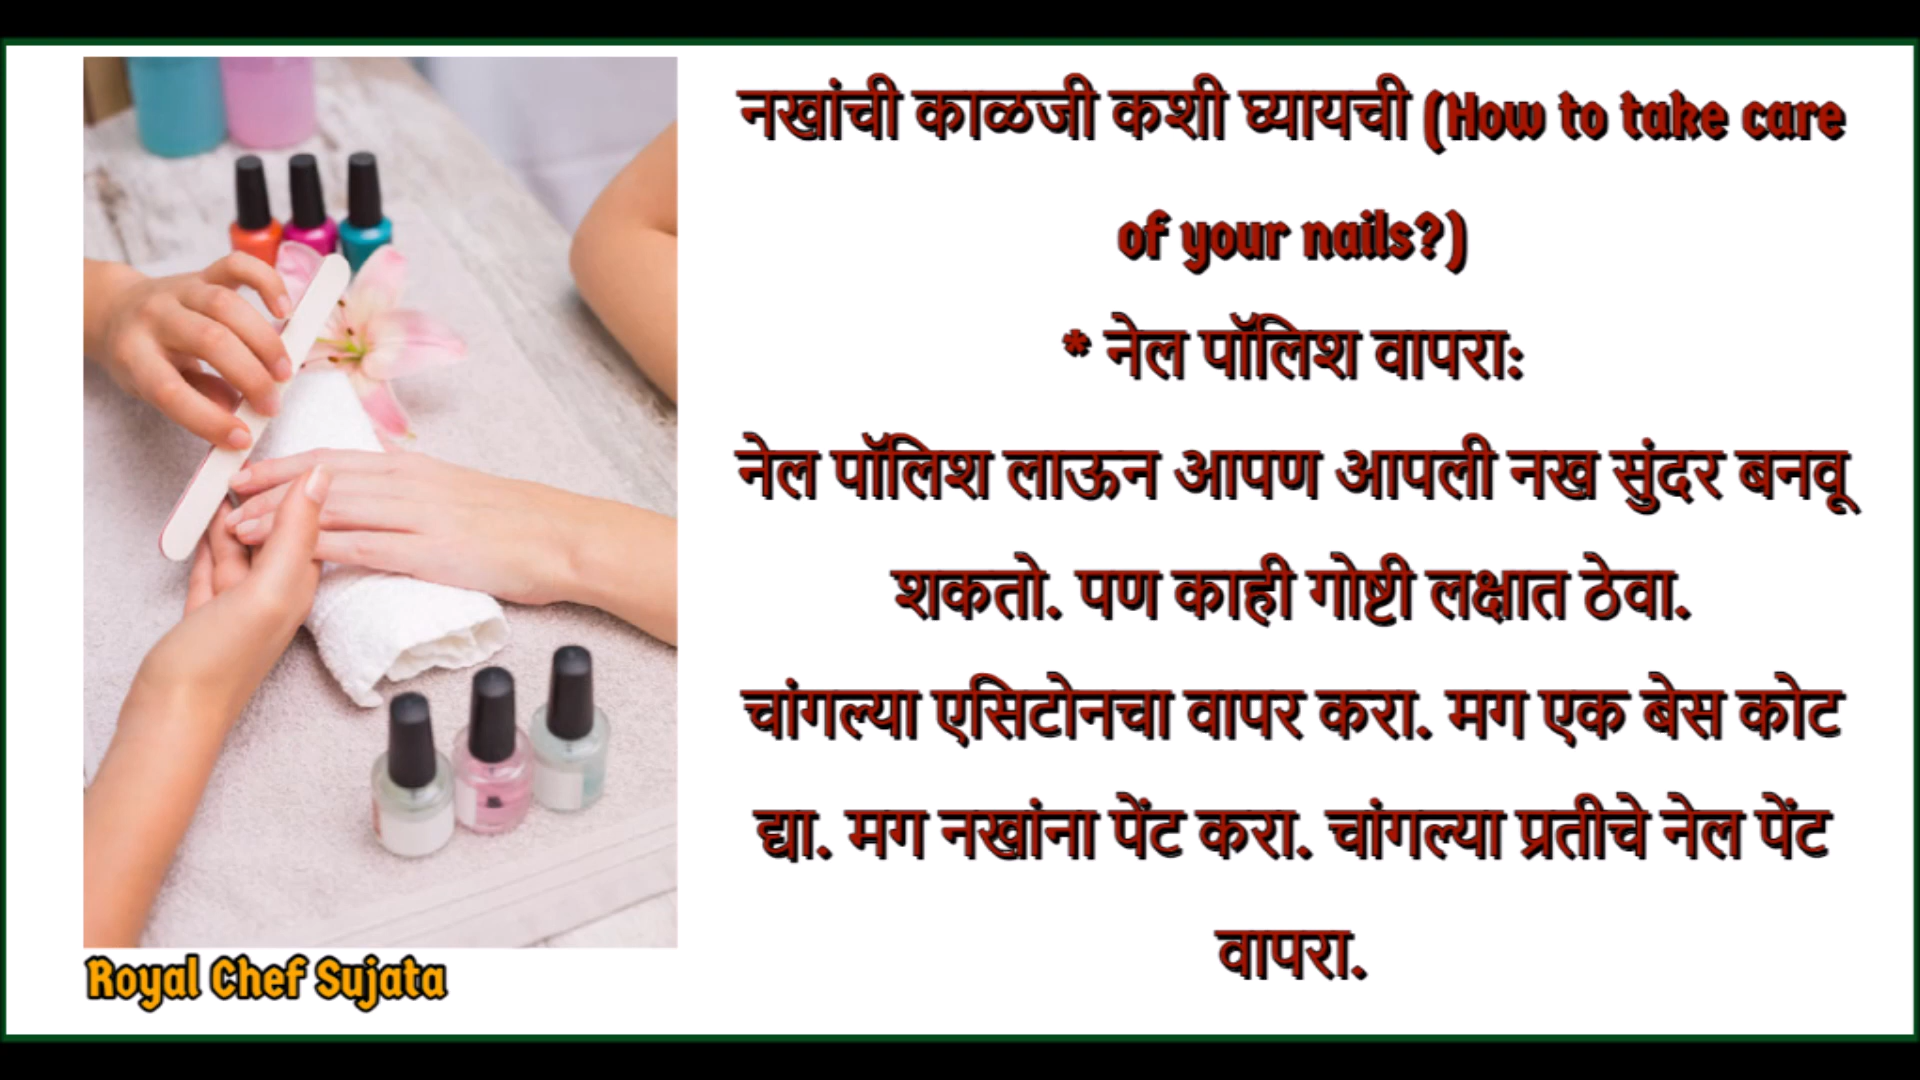 नखांची काळजी कशी घ्यायची (How to take care
of your nails?)
* नेल पॉलिश वापरा:
नेल पॉलिश लाऊन आपण आपली नख सुंदर बनवू
शकतो. पण काही गोष्टी लक्षात ठेवा.
चांगल्या एसिटोनचा वापर करा. मग एक बेस कोट
द्या. मग नखांना पेंट करा. चांगल्या प्रतीचे नेल पेंट
वापरा.
Royal Chef Sujata